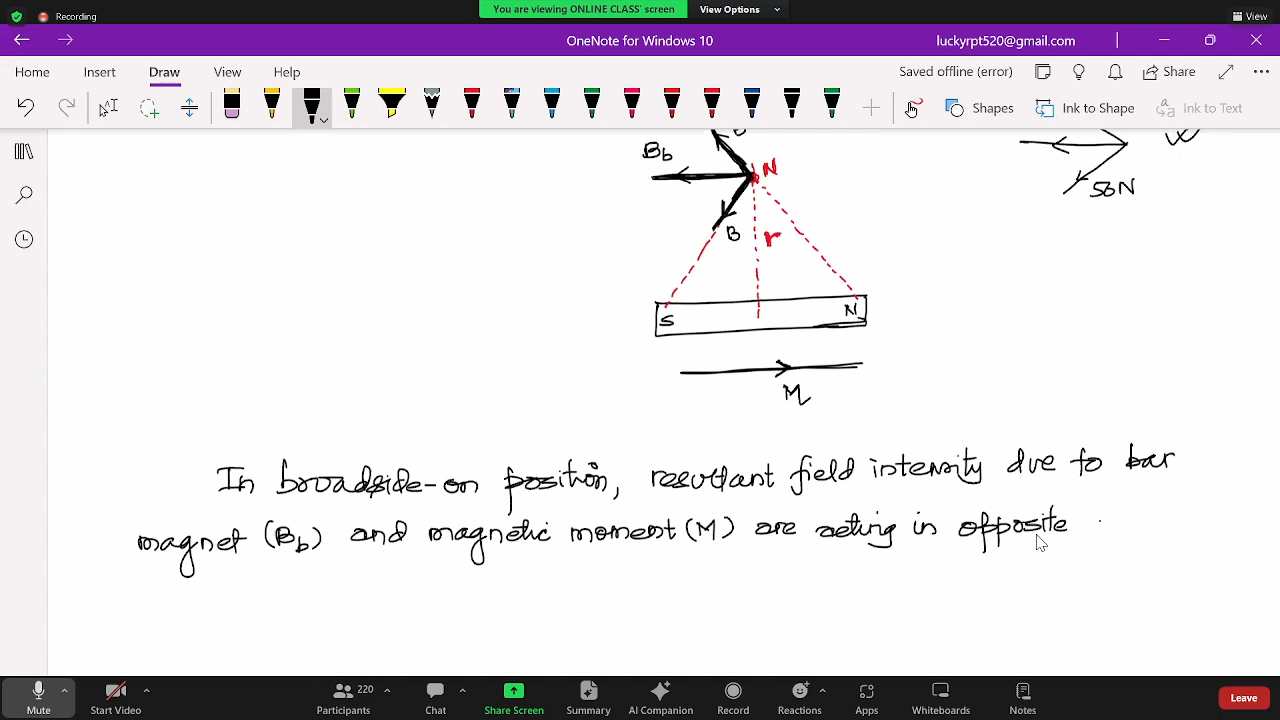 Recording
You are viewing ONLINE CLASS' screen
View Options
View
OneNote for Windows 10
luckyrpt520@gmail.com
Home Insert Draw View Help
Saved offline (error)
Share
Shapes
Ink to Shape
Ink to Text
B
Bb
N
W
56N
B
r
S
N
M
In broadside-on position, resultant field intensity due to bar
magnet (Bb) and magnetic moment (M) are acting in opposite
Mute
Start Video
Participants 220
Chat
Share Screen
Summary
AI Companion
Record
Reactions
Apps
Whiteboards
Notes
Leave